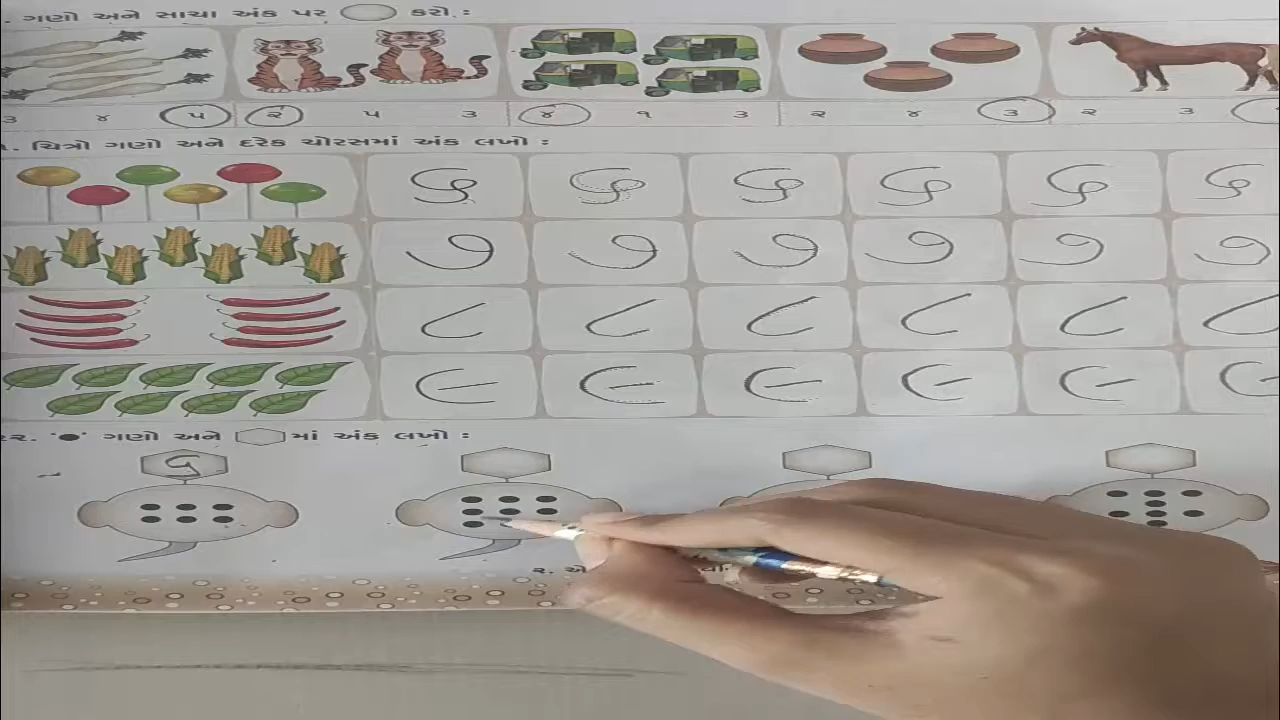 . ગણો અને સાચા અંક પર કરો :
૩ ૪ ૫ ૨ ૫ ૩ ૪ ૧ ૩ ૨ ૪ ૩ ૨ ૩
૧. ચિત્રો ગણો અને દરેક ચોરસમાં અંક લખો :
૬ ૬ ૬ ૬ ૬ ૬
૭ ૭ ૭ ૭ ૭ ૭
૮ ૮ ૮ ૮ ૮ ૮
૯ ૯ ૯ ૯ ૯ ૯
૨૨. '●' ગણો અને માં અંક લખો :
૬
૨.